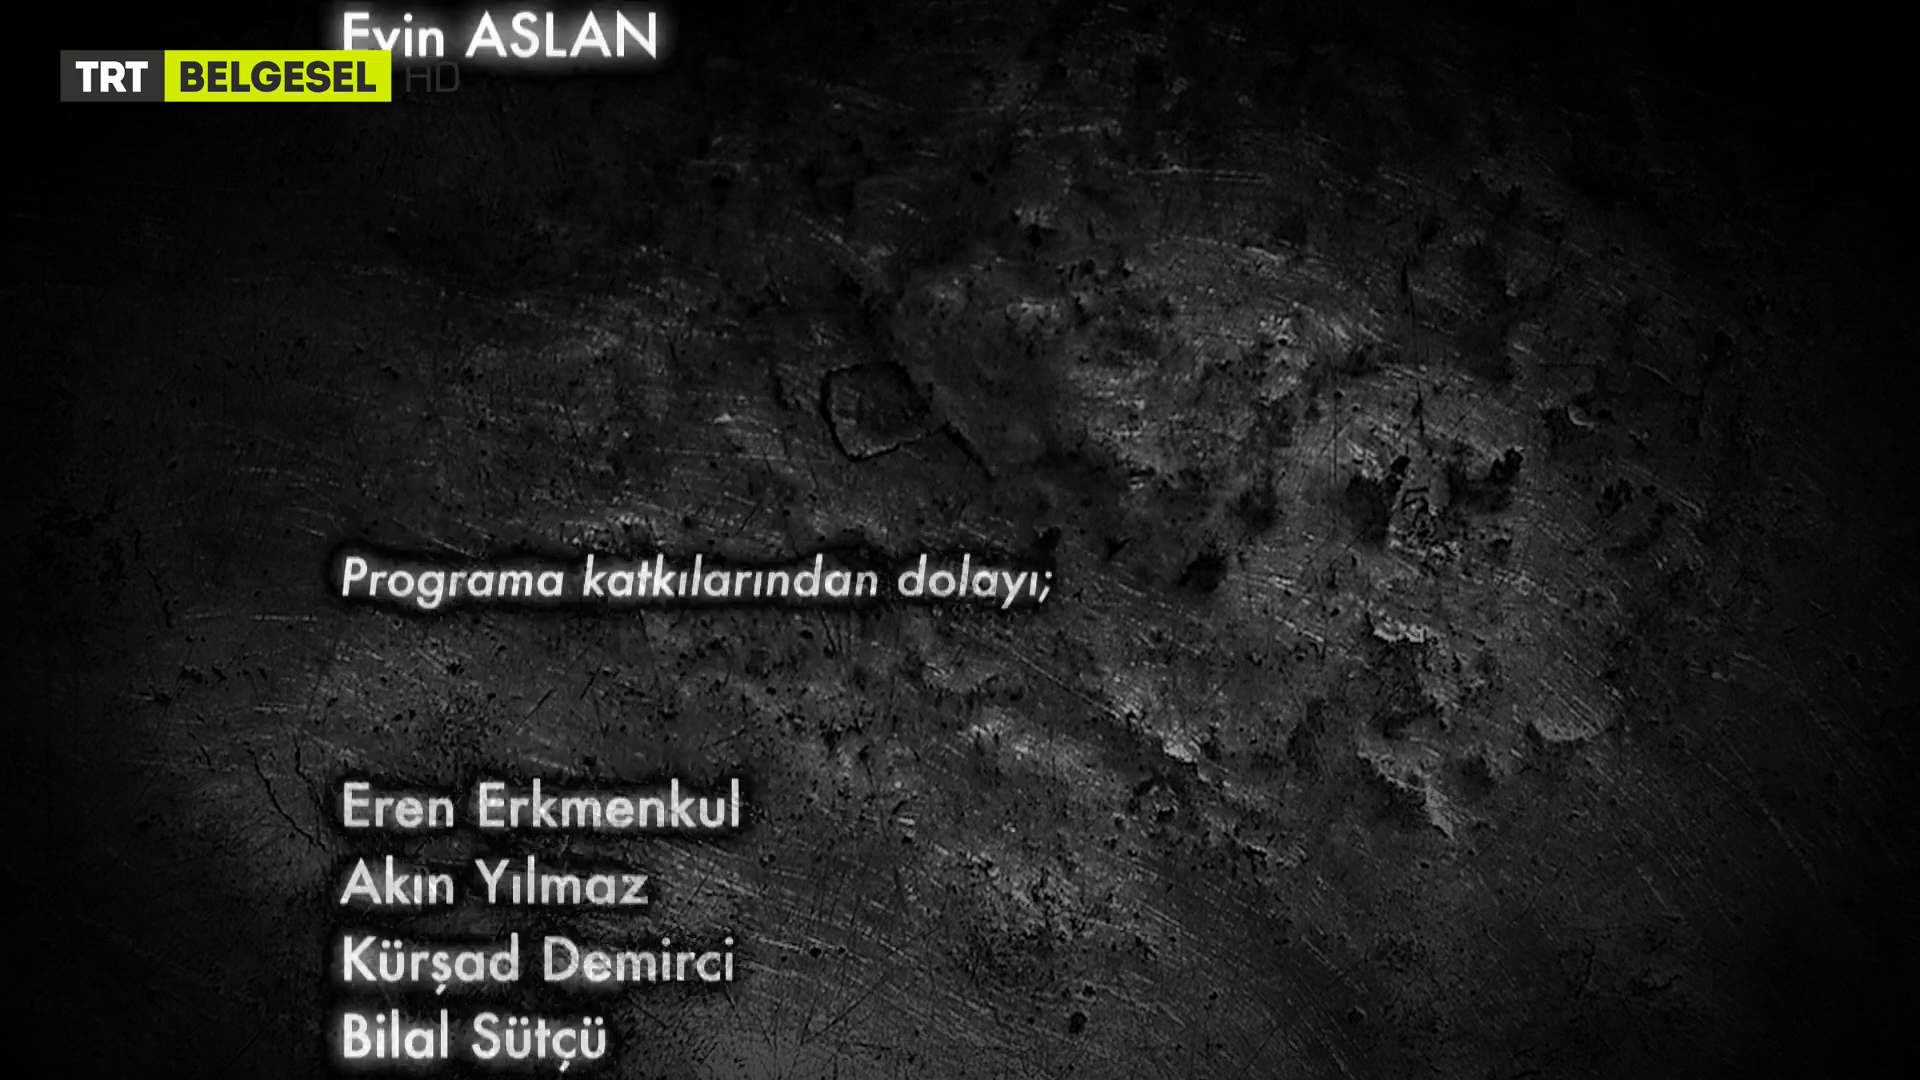 Evin ASLAN
TRT BELGESEL HD
Programa katkılarından dolayı;
Eren Erkmenkul
Akın Yılmaz
Kürşad Demirci
Bilal Sütçü